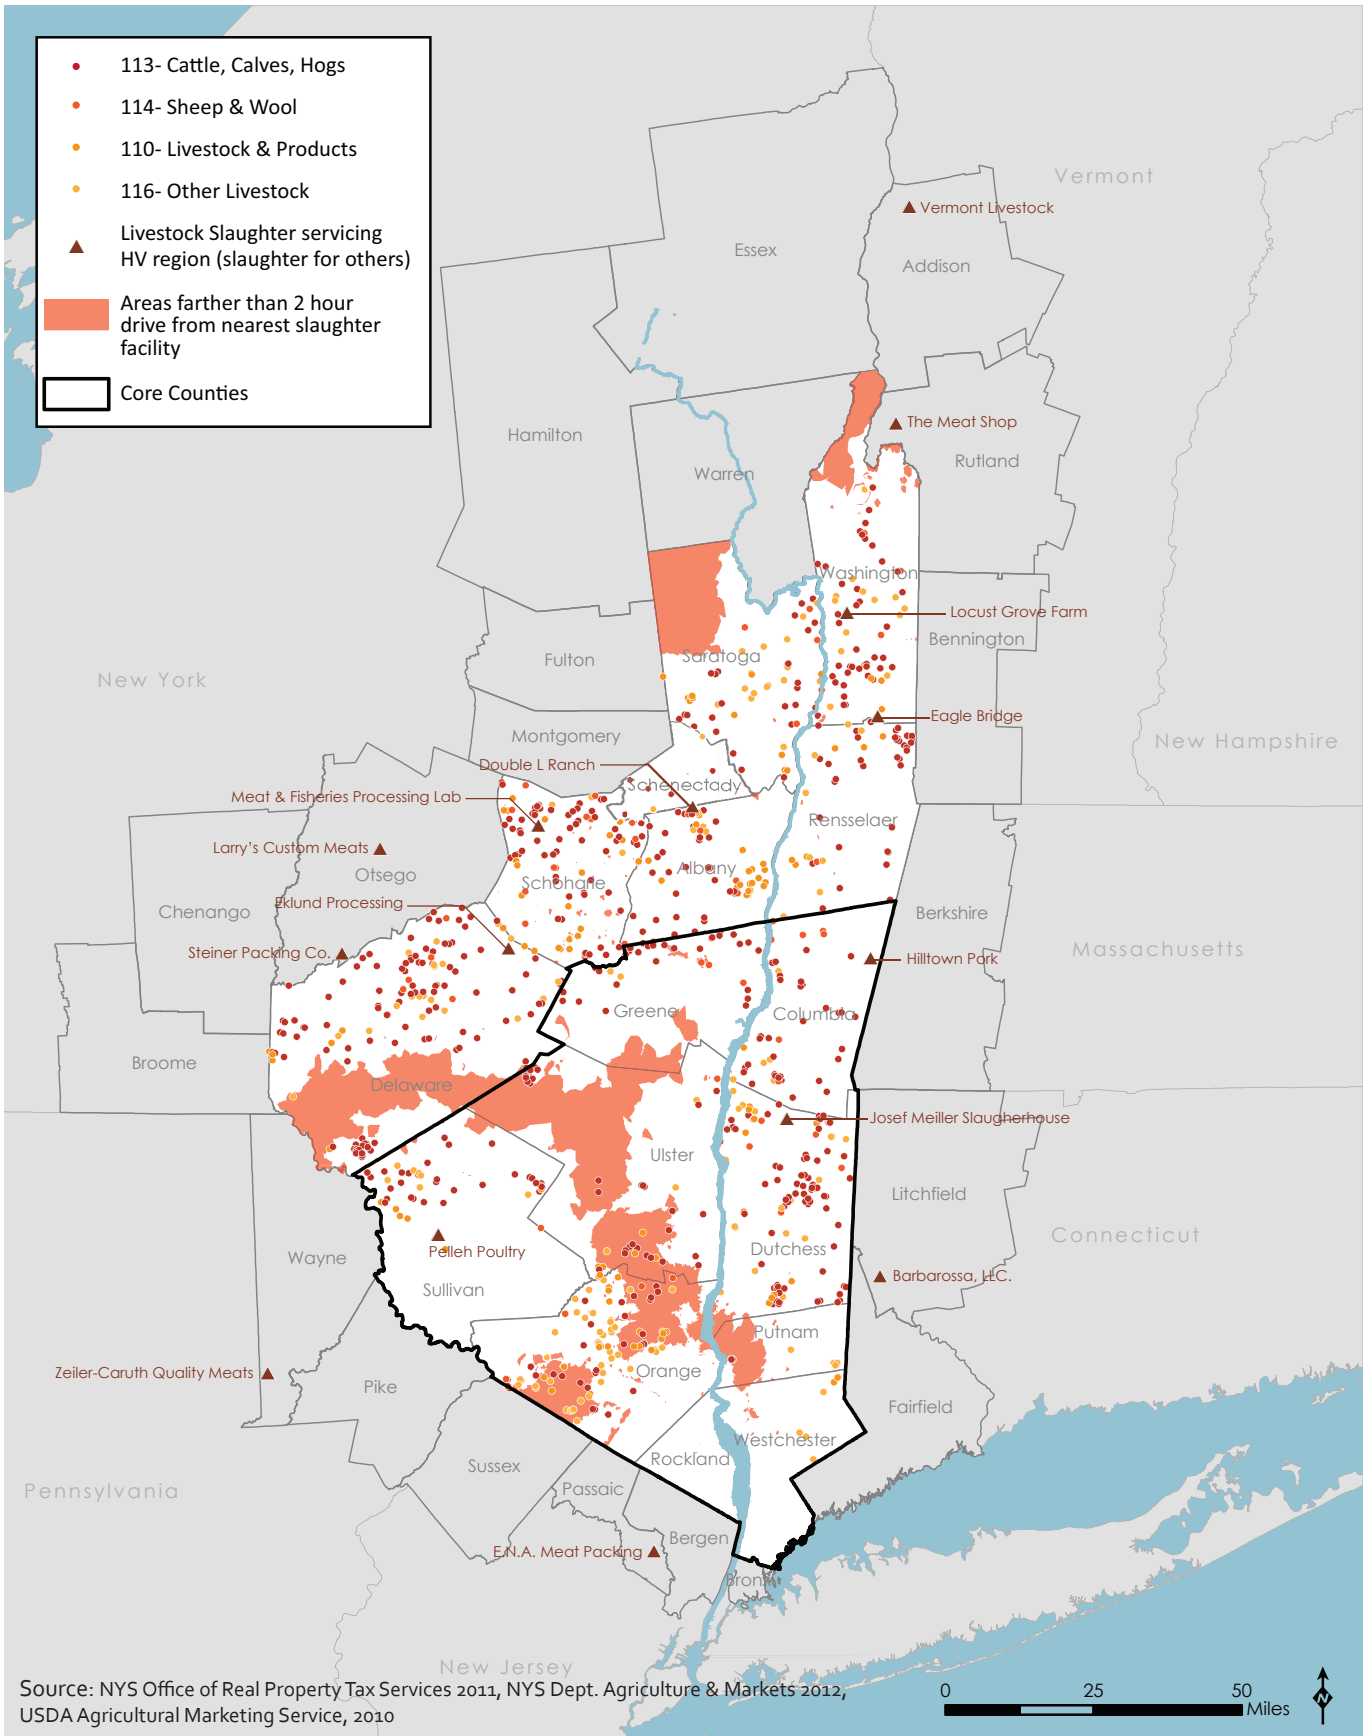 113- Cattle, Calves, Hogs
114- Sheep & Wool
110- Livestock & Products
116- Other Livestock
Livestock Slaughter servicing
HV region (slaughter for others)
Areas farther than 2 hour
drive from nearest slaughter
facility
Core Counties
Vermont
Vermont Livestock
Essex
Addison
The Meat Shop
Hamilton
Rutland
Warren
Washington
Locust Grove Farm
Bennington
Saratoga
Fulton
New York
Eagle Bridge
Montgomery
New Hampshire
Double L Ranch
Schenectady
Meat & Fisheries Processing Lab
Rensselaer
Larry's Custom Meats
Otsego
Albany
Schoharie
Eklund Processing
Chenango
Berkshire
Steiner Packing Co.
Massachusetts
Hilltown Pork
Greene
Columbia
Broome
Delaware
Josef Meiller Slaugherhouse
Ulster
Litchfield
Connecticut
Dutchess
Pelleh Poultry
Wayne
Barbarossa, LLC.
Sullivan
Putnam
Zeiler-Caruth Quality Meats
Orange
Pike
Fairfield
Westchester
Rockland
Sussex
Passaic
Pennsylvania
Bergen
E.N.A. Meat Packing
Bronx
New Jersey
Source: NYS Office of Real Property Tax Services 2011, NYS Dept. Agriculture & Markets 2012,
USDA Agricultural Marketing Service, 2010
0 25 50
Miles
N